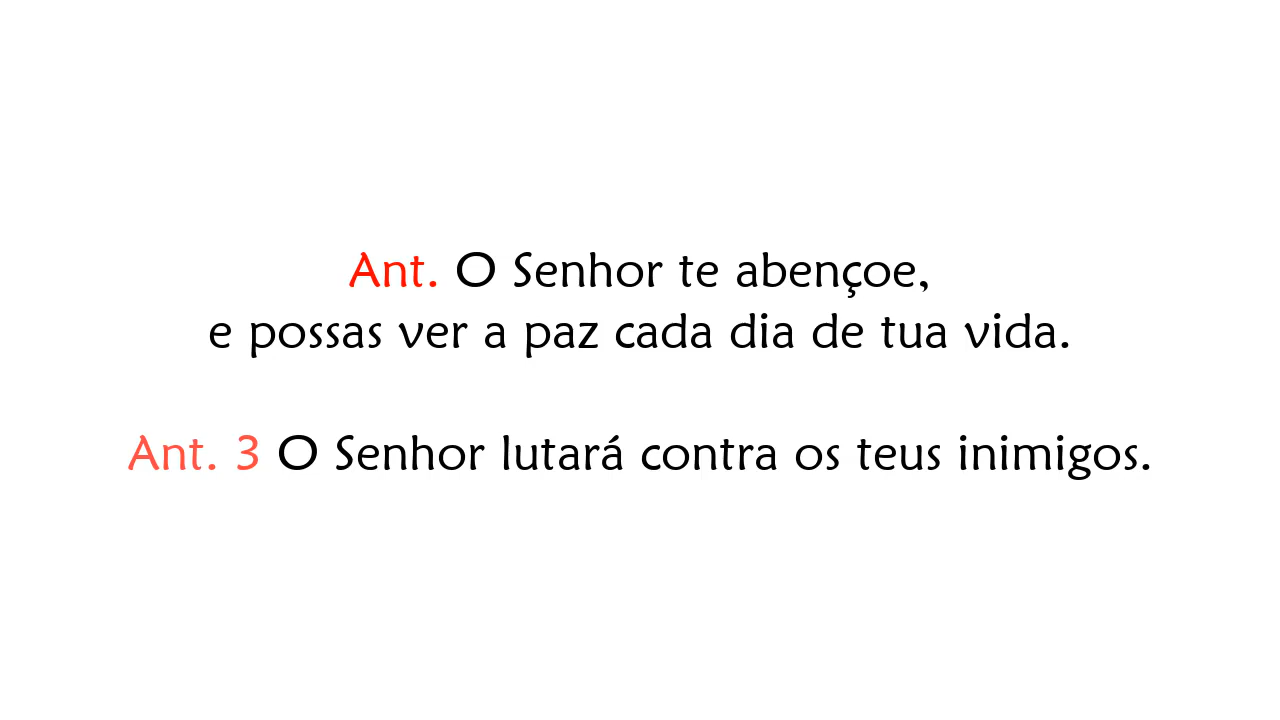 Ant. O Senhor te abençoe,
e possas ver a paz cada dia de tua vida.
Ant. 3 O Senhor lutará contra os teus inimigos.